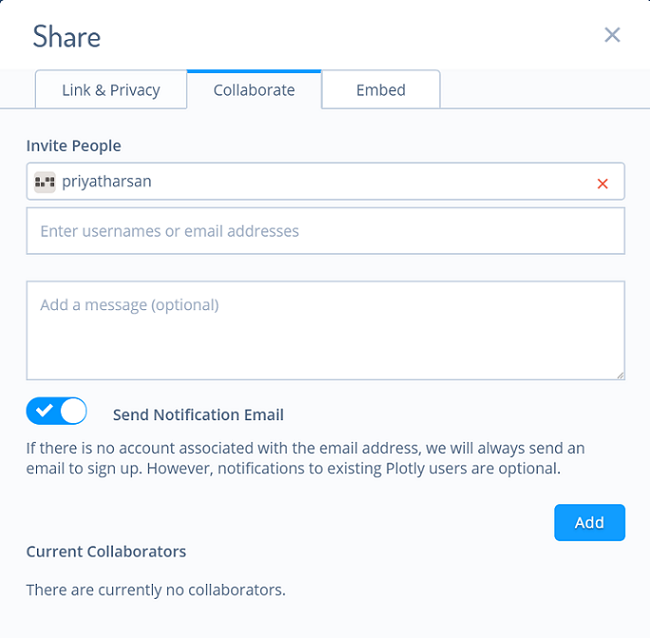 Share
Link & Privacy
Collaborate
Embed
Invite People
priyatharsan
Enter usernames or email addresses
Add a message (optional)
Send Notification Email
If there is no account associated with the email address, we will always send an
email to sign up. However, notifications to existing Plotly users are optional.
Add
Current Collaborators
There are currently no collaborators.